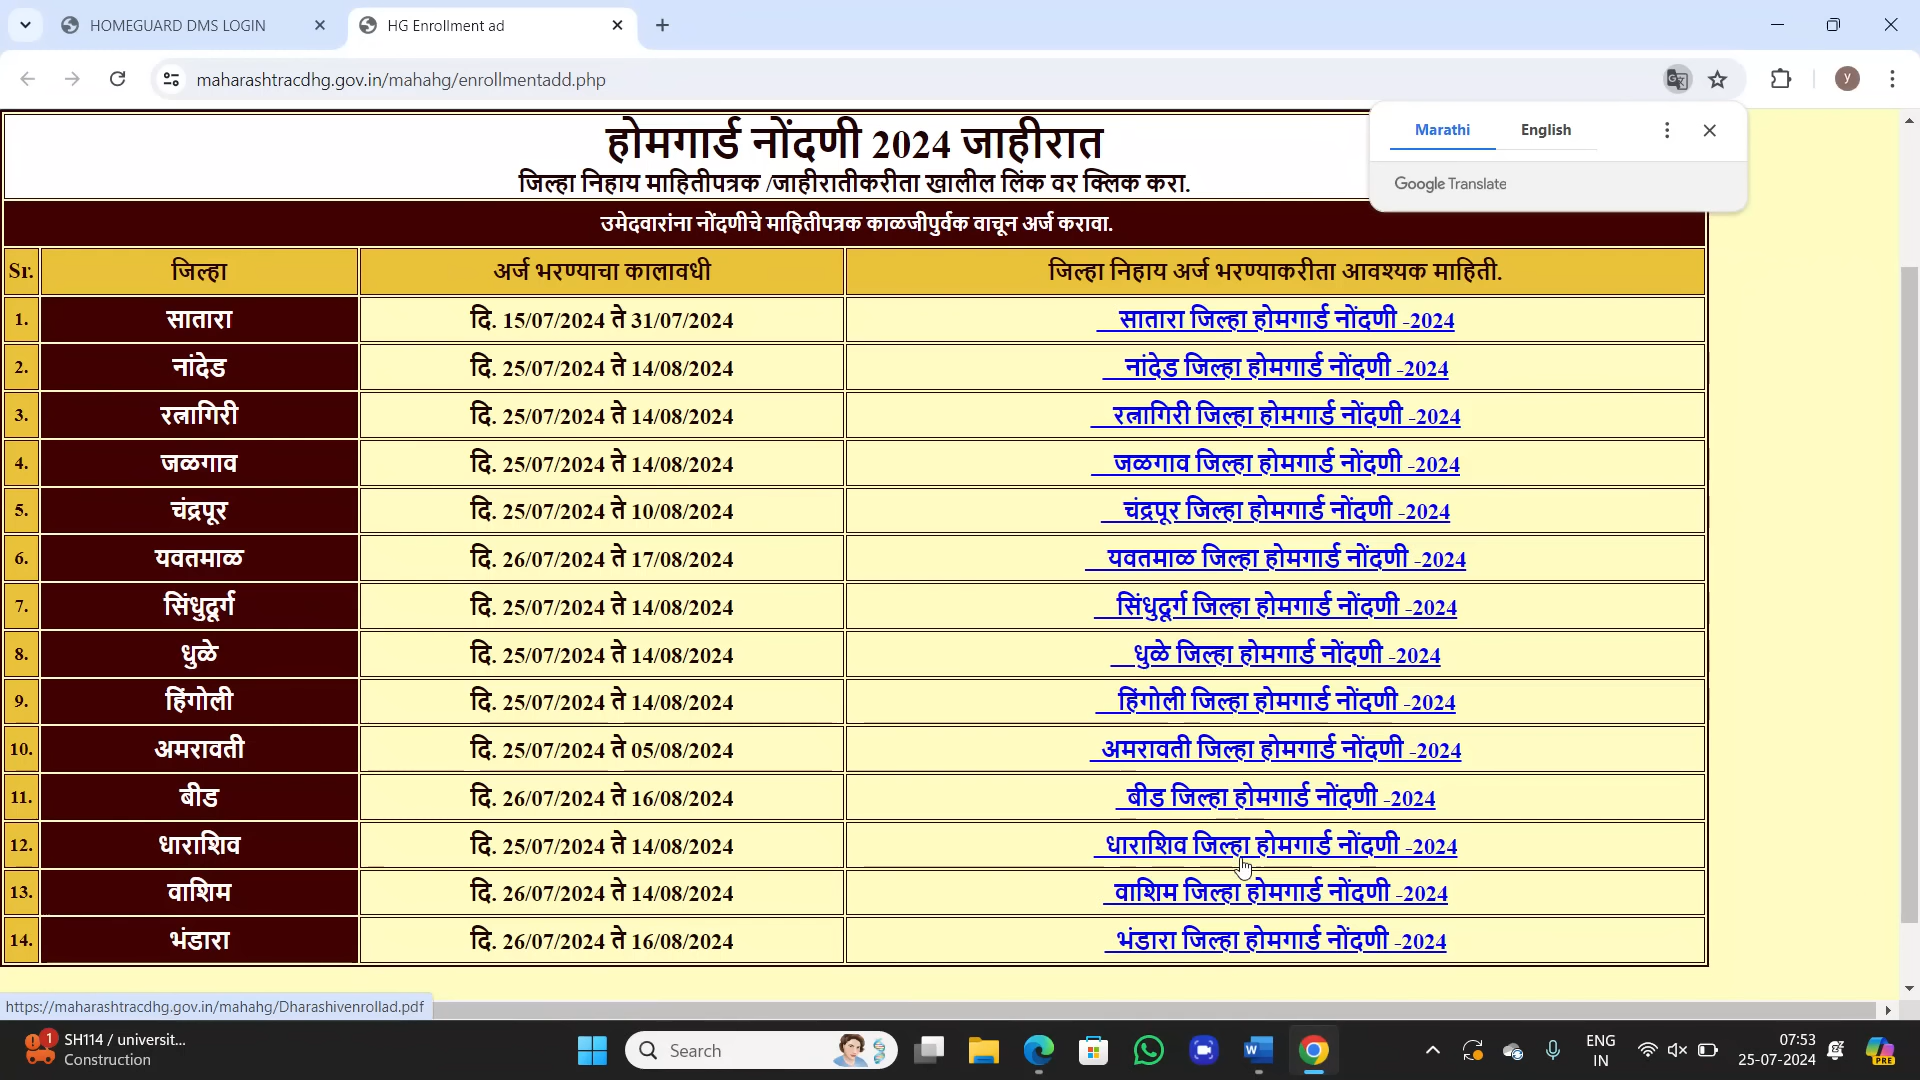 HOMEGUARD DMS LOGIN
HG Enrollment ad
maharashtracdhg.gov.in/mahahg/enrollmentadd.php
y
Marathi English
Google Translate
होमगार्ड नोंदणी 2024 जाहीरात
जिल्हा निहाय माहितीपत्रक /जाहीरातीकरीता खालील लिंक वर क्लिक करा.
उमेदवारांना नोंदणीचे माहितीपत्रक काळजीपुर्वक वाचून अर्ज करावा.
Sr. जिल्हा अर्ज भरण्याचा कालावधी जिल्हा निहाय अर्ज भरण्याकरीता आवश्यक माहिती.
1. सातारा दि. 15/07/2024 ते 31/07/2024 सातारा जिल्हा होमगार्ड नोंदणी -2024
2. नांदेड दि. 25/07/2024 ते 14/08/2024 नांदेड जिल्हा होमगार्ड नोंदणी -2024
3. रत्नागिरी दि. 25/07/2024 ते 14/08/2024 रत्नागिरी जिल्हा होमगार्ड नोंदणी -2024
4. जळगाव दि. 25/07/2024 ते 14/08/2024 जळगाव जिल्हा होमगार्ड नोंदणी -2024
5. चंद्रपूर दि. 25/07/2024 ते 10/08/2024 चंद्रपूर जिल्हा होमगार्ड नोंदणी -2024
6. यवतमाळ दि. 26/07/2024 ते 17/08/2024 यवतमाळ जिल्हा होमगार्ड नोंदणी -2024
7. सिंधुदूर्ग दि. 25/07/2024 ते 14/08/2024 सिंधुदूर्ग जिल्हा होमगार्ड नोंदणी -2024
8. धुळे दि. 25/07/2024 ते 14/08/2024 धुळे जिल्हा होमगार्ड नोंदणी -2024
9. हिंगोली दि. 25/07/2024 ते 14/08/2024 हिंगोली जिल्हा होमगार्ड नोंदणी -2024
10. अमरावती दि. 25/07/2024 ते 05/08/2024 अमरावती जिल्हा होमगार्ड नोंदणी -2024
11. बीड दि. 26/07/2024 ते 16/08/2024 बीड जिल्हा होमगार्ड नोंदणी -2024
12. धाराशिव दि. 25/07/2024 ते 14/08/2024 धाराशिव जिल्हा होमगार्ड नोंदणी -2024
13. वाशिम दि. 26/07/2024 ते 14/08/2024 वाशिम जिल्हा होमगार्ड नोंदणी -2024
14. भंडारा दि. 26/07/2024 ते 16/08/2024 भंडारा जिल्हा होमगार्ड नोंदणी -2024
https://maharashtracdhg.gov.in/mahahg/Dharashivenrollad.pdf
1 SH114 / universit...
Construction
Search
W
ENG
IN
07:53
25-07-2024
PRE